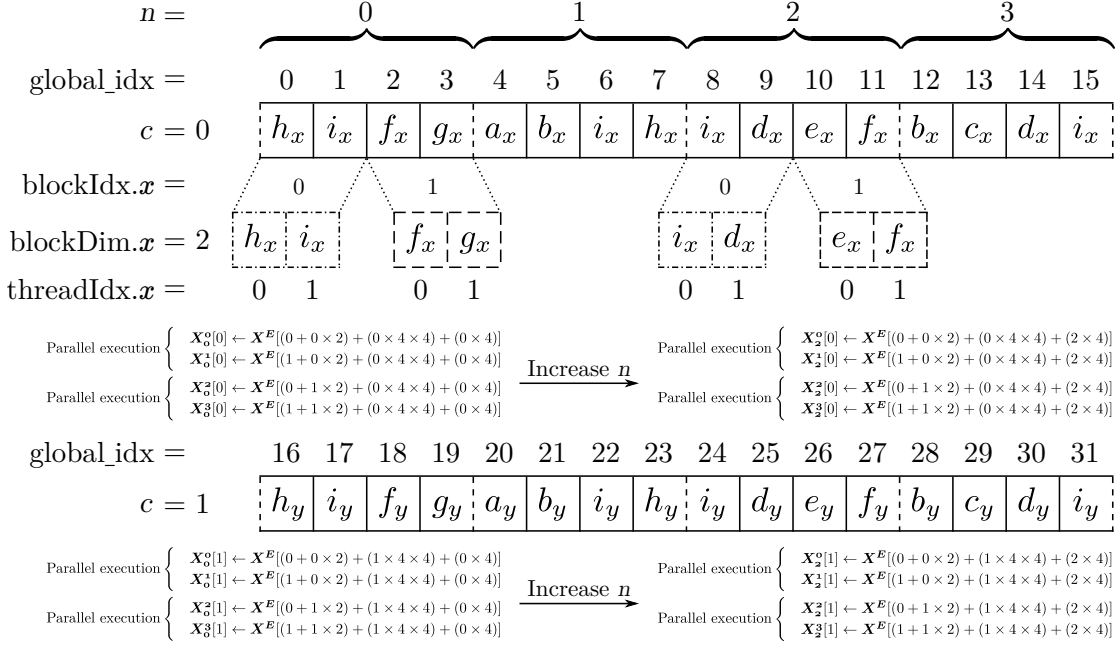 n = 0 1 2 3
global_idx = 0 1 2 3 4 5 6 7 8 9 10 11 12 13 14 15
c = 0 h_x i_x f_x g_x a_x b_x i_x h_x i_x d_x e_x f_x b_x c_x d_x i_x
blockIdx.x = 0 1 0 1
blockDim.x = 2 h_x i_x f_x g_x i_x d_x e_x f_x
threadIdx.x = 0 1 0 1 0 1 0 1
Parallel execution { X_0^0[0] ← X^E[(0 + 0 × 2) + (0 × 4 × 4) + (0 × 4)]
X_0^1[0] ← X^E[(1 + 0 × 2) + (0 × 4 × 4) + (0 × 4)]
Parallel execution { X_0^2[0] ← X^E[(0 + 1 × 2) + (0 × 4 × 4) + (0 × 4)]
X_0^3[0] ← X^E[(1 + 1 × 2) + (0 × 4 × 4) + (0 × 4)]
Increase n
Parallel execution { X_2^0[0] ← X^E[(0 + 0 × 2) + (0 × 4 × 4) + (2 × 4)]
X_2^1[0] ← X^E[(1 + 0 × 2) + (0 × 4 × 4) + (2 × 4)]
Parallel execution { X_2^2[0] ← X^E[(0 + 1 × 2) + (0 × 4 × 4) + (2 × 4)]
X_2^3[0] ← X^E[(1 + 1 × 2) + (0 × 4 × 4) + (2 × 4)]
global_idx = 16 17 18 19 20 21 22 23 24 25 26 27 28 29 30 31
c = 1 h_y i_y f_y g_y a_y b_y i_y h_y i_y d_y e_y f_y b_y c_y d_y i_y
Parallel execution { X_0^0[1] ← X^E[(0 + 0 × 2) + (1 × 4 × 4) + (0 × 4)]
X_0^1[1] ← X^E[(1 + 0 × 2) + (1 × 4 × 4) + (0 × 4)]
Parallel execution { X_0^2[1] ← X^E[(0 + 1 × 2) + (1 × 4 × 4) + (0 × 4)]
X_0^3[1] ← X^E[(1 + 1 × 2) + (1 × 4 × 4) + (0 × 4)]
Increase n
Parallel execution { X_2^0[1] ← X^E[(0 + 0 × 2) + (1 × 4 × 4) + (2 × 4)]
X_2^1[1] ← X^E[(1 + 0 × 2) + (1 × 4 × 4) + (2 × 4)]
Parallel execution { X_2^2[1] ← X^E[(0 + 1 × 2) + (1 × 4 × 4) + (2 × 4)]
X_2^3[1] ← X^E[(1 + 1 × 2) + (1 × 4 × 4) + (2 × 4)]